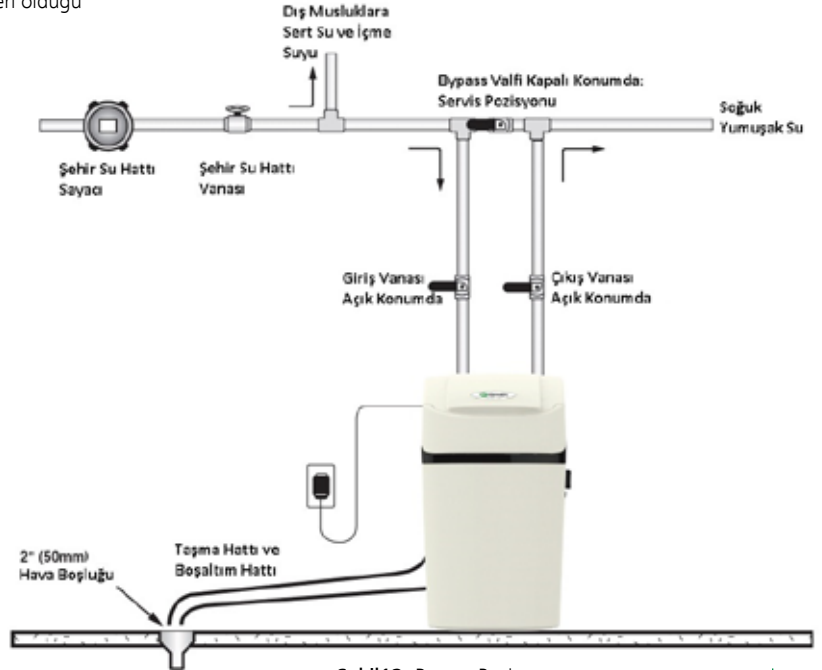 eri olduğu
Dış Musluklara
Sert Su ve İçme
Suyu
Bypass Valfi Kapalı Konumda:
Servis Pozisyonu
Soğuk
Yumuşak Su
Şehir Su Hattı
Sayacı
Şehir Su Hattı
Vanası
Giriş Vanası
Açık Konumda
Çıkış Vanası
Açık Konumda
2" (50mm)
Hava Boşluğu
Taşma Hattı ve
Boşaltım Hattı